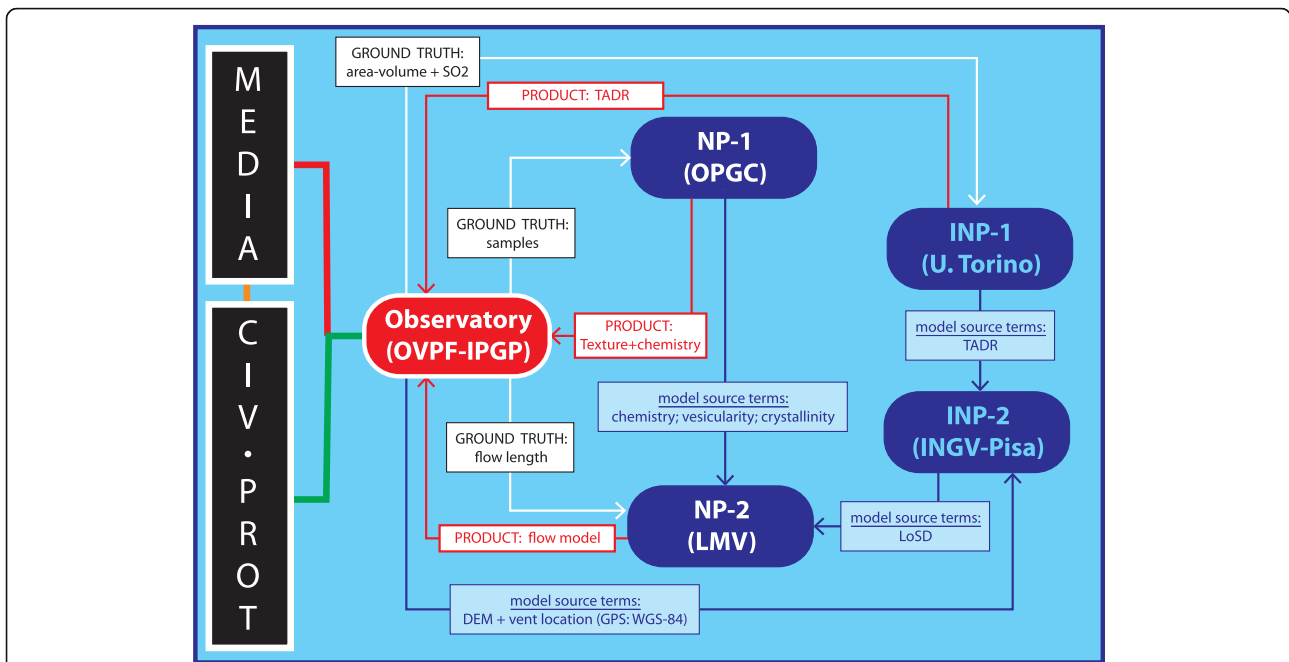 MEDIA
CIV·PROT
GROUND TRUTH:
area-volume + SO2
PRODUCT: TADR
NP-1
(OPGC)
GROUND TRUTH:
samples
INP-1
(U. Torino)
Observatory
(OVPF-IPGP)
PRODUCT:
Texture+chemistry
model source terms:
TADR
model source terms:
chemistry; vesicularity; crystallinity
INP-2
(INGV-Pisa)
GROUND TRUTH:
flow length
NP-2
(LMV)
model source terms:
LoSD
PRODUCT: flow model
model source terms:
DEM + vent location (GPS: WGS-84)